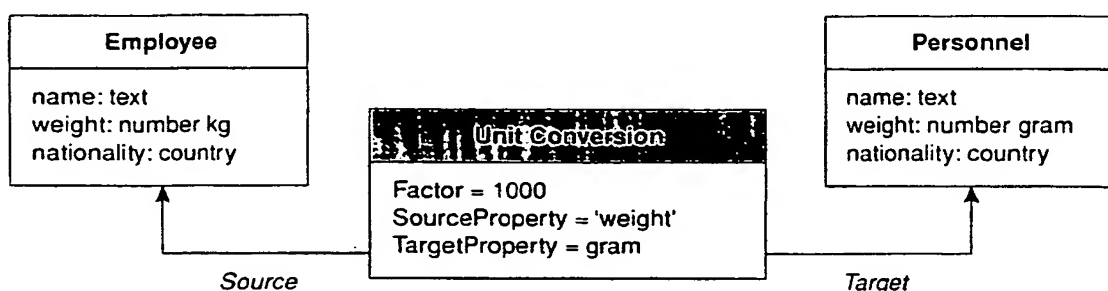 Employee
name: text
weight: number kg
nationality: country
Unit Conversion
Factor = 1000
SourceProperty = 'weight'
TargetProperty = gram
Personnel
name: text
weight: number gram
nationality: country
Source
Target